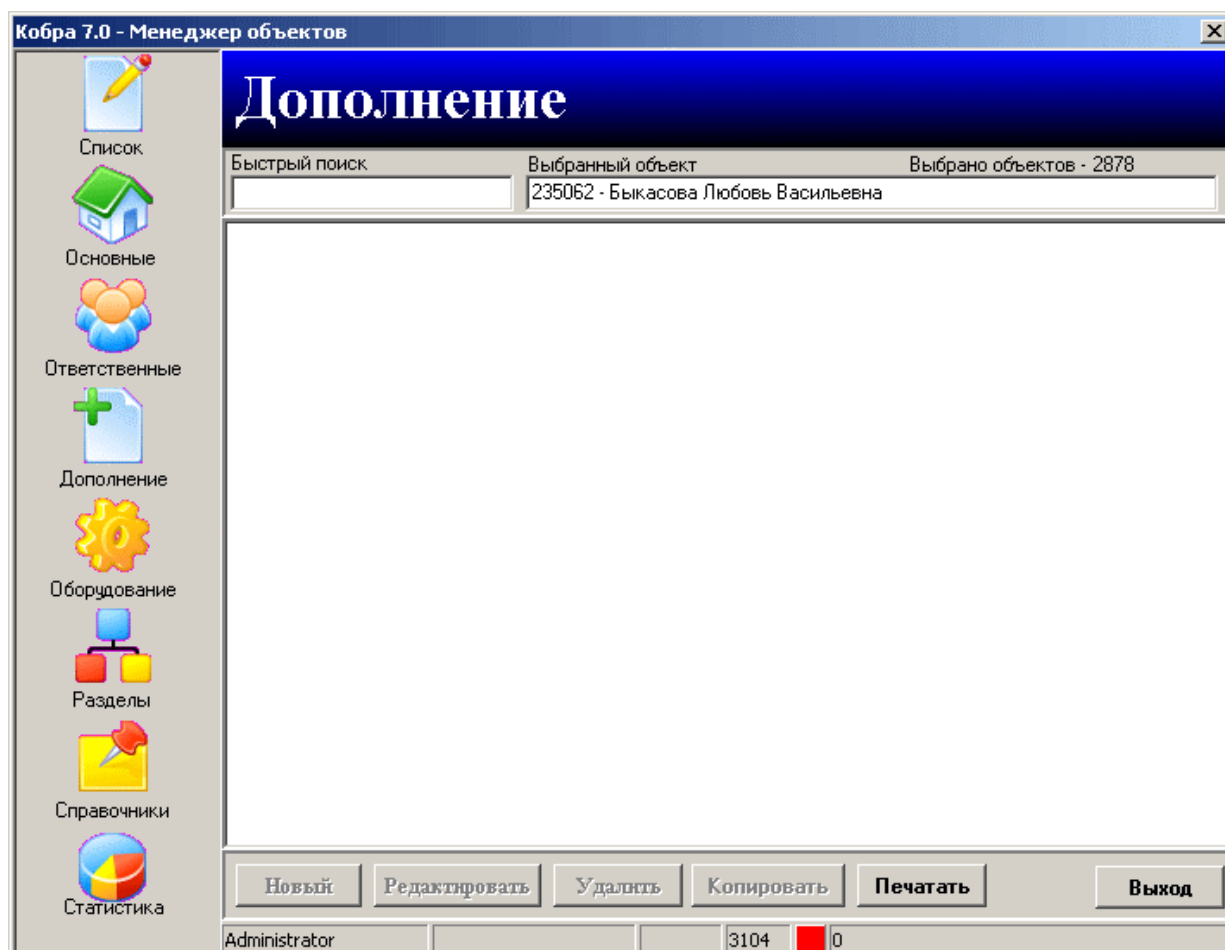 Кобра 7.0 - Менеджер объектов
Список
Основные
Ответственные
Дополнение
Оборудование
Разделы
Справочники
Статистика
Дополнение
Быстрый поиск
Выбранный объект
Выбрано объектов - 2878
235062 - Быкасова Любовь Васильевна
Новый
Редактировать
Удалить
Копировать
Печатать
Выход
Administrator
3104
0